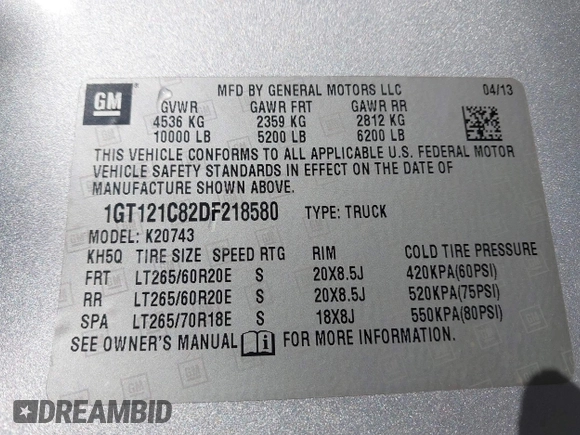 GM
MFD BY GENERAL MOTORS LLC 04/13
GVWR GAWR FRT GAWR RR
4536 KG 2359 KG 2812 KG
10000 LB 5200 LB 6200 LB
THIS VEHICLE CONFORMS TO ALL APPLICABLE U.S. FEDERAL MOTOR
VEHICLE SAFETY STANDARDS IN EFFECT ON THE DATE OF
MANUFACTURE SHOWN ABOVE.
1GT121C82DF218580 TYPE: TRUCK
MODEL: K20743
KH5Q TIRE SIZE SPEED RTG RIM COLD TIRE PRESSURE
FRT LT265/60R20E S 20X8.5J 420KPA(60PSI)
RR LT265/60R20E S 20X8.5J 520KPA(75PSI)
SPA LT265/70R18E S 18X8J 550KPA(80PSI)
SEE OWNER'S MANUAL i FOR MORE INFORMATION.
DREAMBID